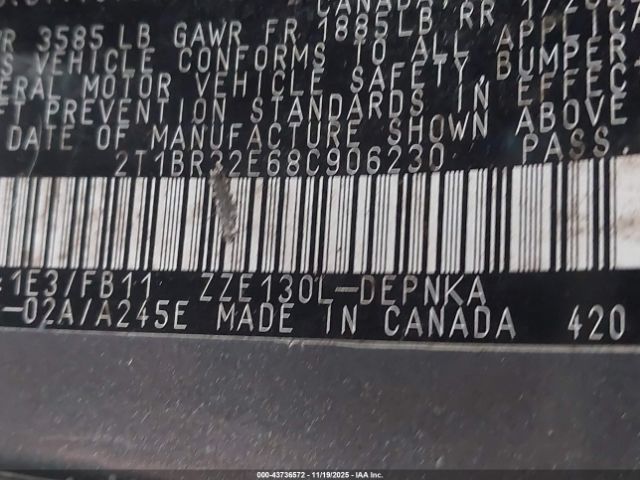 CANADA
WR 3585 LB GAWR FR 1885LB RR
S VEHICLE CONFORMS TO ALL APPLIC
ERAL MOTOR VEHICLE SAFETY, BUMPER,
FT PREVENTION STANDARDS IN EFFEC
DATE OF MANUFACTURE SHOWN ABOVE
2T1BR32E68C906230 PASS.
1E3/FB11 ZZE130L-DEPNKA
-02A/A245E MADE IN CANADA 420
000-43736572 | 11/19/2025 - IAA Inc.